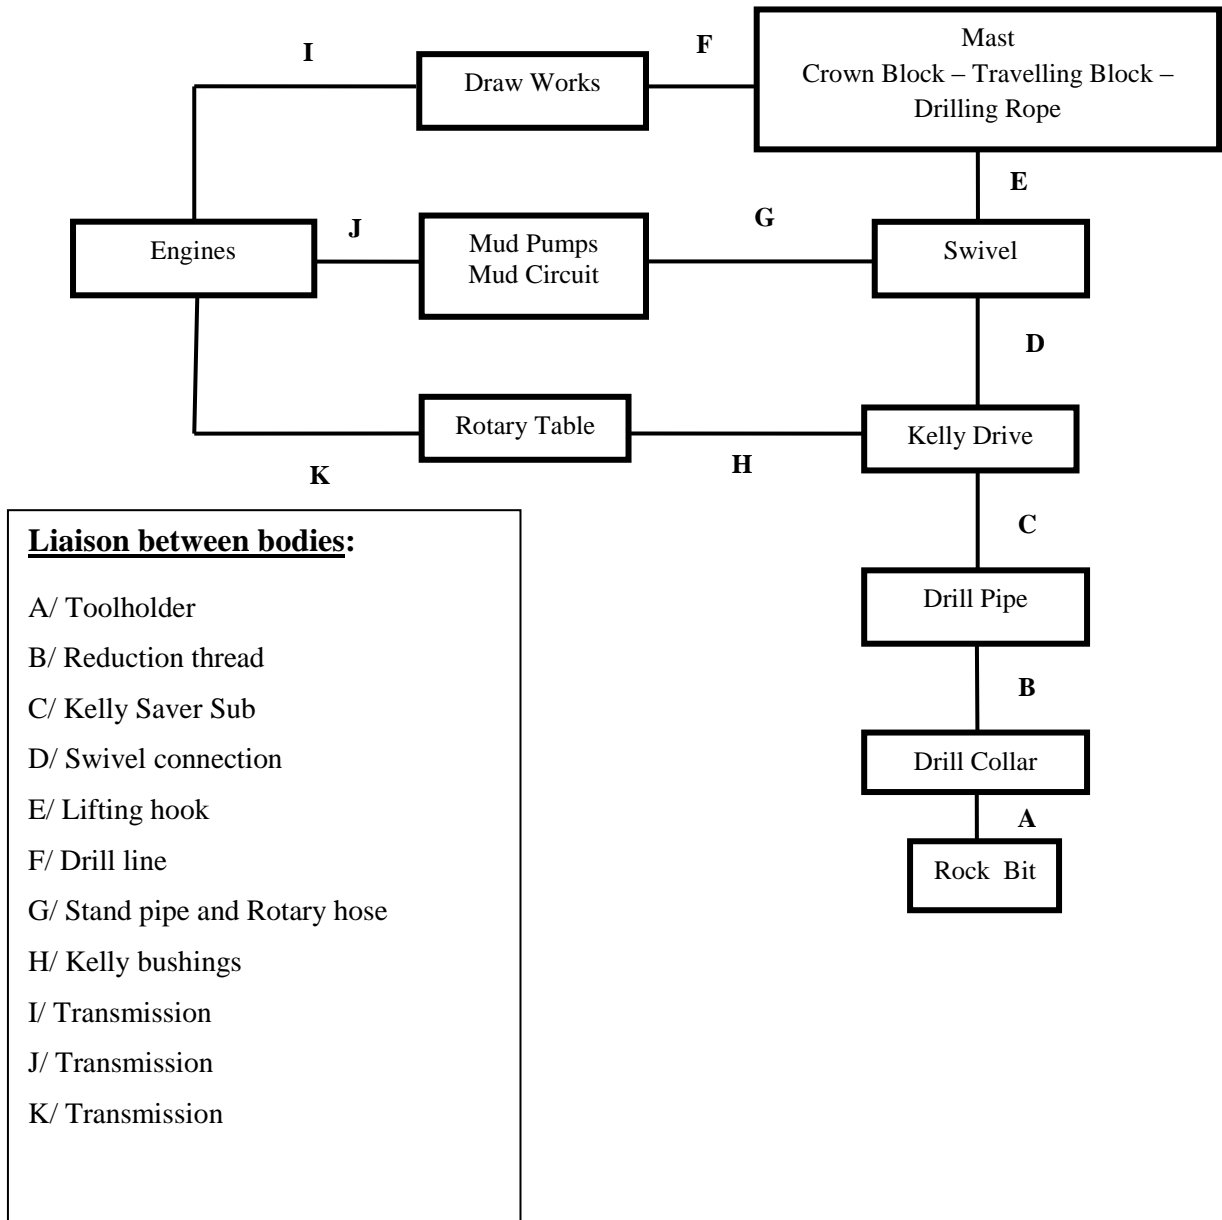 I
F
Mast
Crown Block – Travelling Block –
Drilling Rope
Draw Works
E
J
G
Engines
Mud Pumps
Mud Circuit
Swivel
D
Rotary Table
Kelly Drive
K
H
C
Drill Pipe
B
Drill Collar
A
Rock Bit
Liaison between bodies:
A/ Toolholder
B/ Reduction thread
C/ Kelly Saver Sub
D/ Swivel connection
E/ Lifting hook
F/ Drill line
G/ Stand pipe and Rotary hose
H/ Kelly bushings
I/ Transmission
J/ Transmission
K/ Transmission